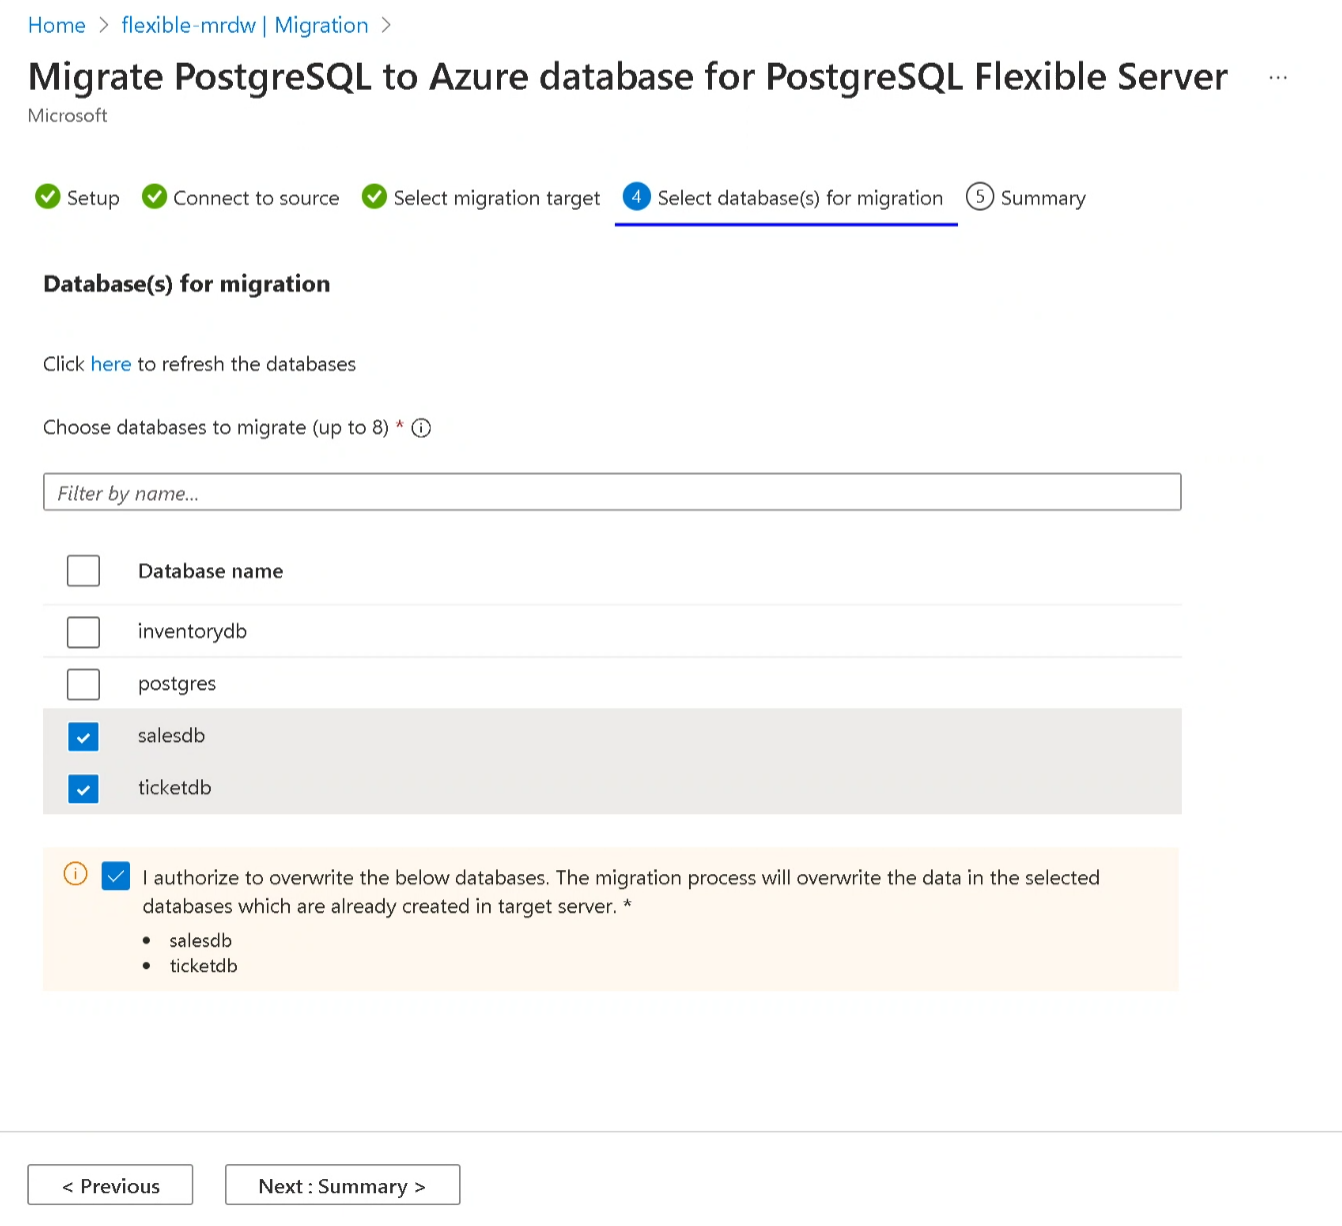 Home > flexible-mrdw | Migration >
Migrate PostgreSQL to Azure database for PostgreSQL Flexible Server ...
Microsoft
Setup Connect to source Select migration target 4 Select database(s) for migration 5 Summary
Database(s) for migration
Click here to refresh the databases
Choose databases to migrate (up to 8) *
Filter by name...
Database name
inventorydb
postgres
salesdb
ticketdb
I authorize to overwrite the below databases. The migration process will overwrite the data in the selected
databases which are already created in target server. *
• salesdb
• ticketdb
< Previous Next : Summary >